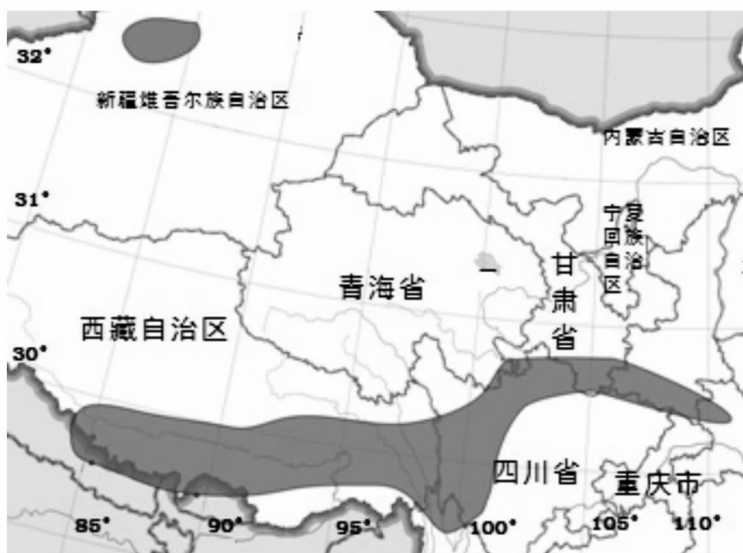 32°
新疆维吾尔族自治区
内蒙古自治区
31°
宁夏
回族
自治
区
甘
肃
省
青海省
西藏自治区
30°
四川省
重庆市
85°
90°
95°
100°
105°
110°